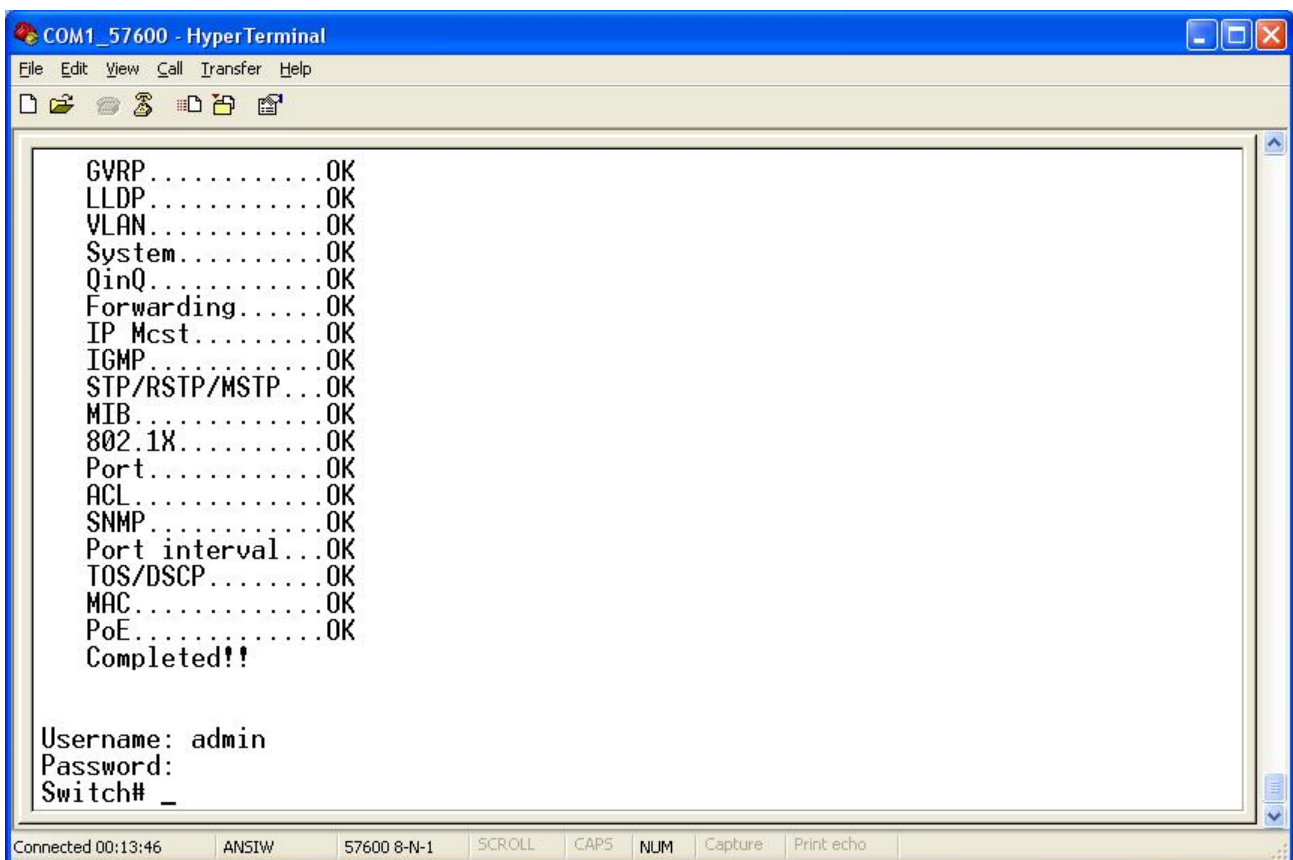 COM1_57600 - HyperTerminal
File Edit View Call Transfer Help
GVRP............OK
LLDP............OK
VLAN............OK
System..........OK
QinQ............OK
Forwarding......OK
IP Mcst.........OK
IGMP............OK
STP/RSTP/MSTP...OK
MIB.............OK
802.1X..........OK
Port............OK
ACL.............OK
SNMP............OK
Port interval...OK
TOS/DSCP........OK
MAC.............OK
PoE.............OK
Completed!!
Username: admin
Password:
Switch# _
Connected 00:13:46 ANSIW 57600 8-N-1 SCROLL CAPS NUM Capture Print echo